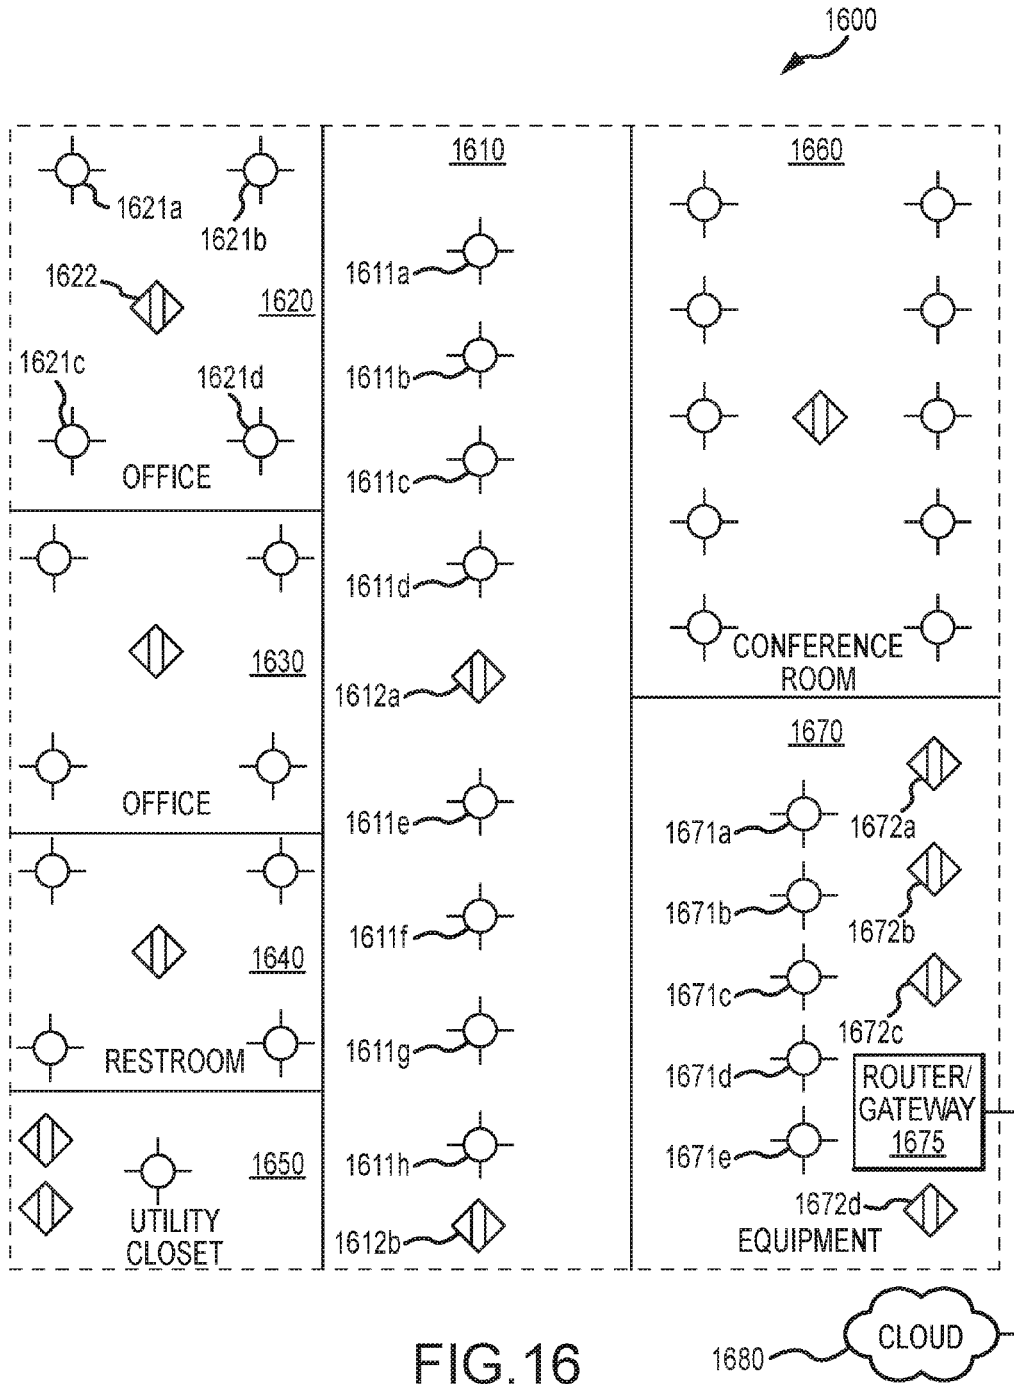 1600
1610
1660
1621a
1621b
1622
1620
1621c
1621d
OFFICE
1611a
1611b
1611c
1611d
1612a
1611e
1611f
1611g
1611h
1612b
1630
OFFICE
1640
RESTROOM
1650
UTILITY
CLOSET
CONFERENCE
ROOM
1670
1671a
1672a
1671b
1672b
1671c
1672c
1671d
1671e
ROUTER/
GATEWAY
1675
1672d
EQUIPMENT
CLOUD
1680
FIG.16